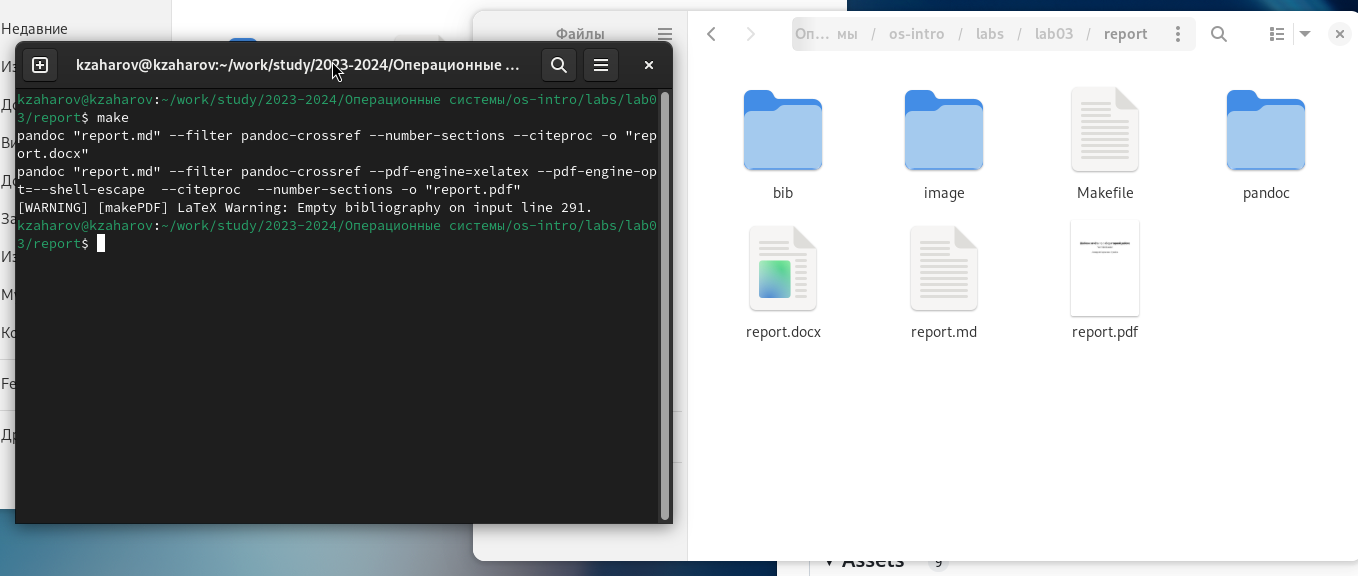 Недавние
Файлы
Оп… мы / os-intro / labs / lab03 / report
kzaharov@kzaharov:~/work/study/2023-2024/Операционные ...
kzaharov@kzaharov:~/work/study/2023-2024/Операционные системы/os-intro/labs/lab0
3/report$ make
pandoc "report.md" --filter pandoc-crossref --number-sections --citeproc -o "rep
ort.docx"
pandoc "report.md" --filter pandoc-crossref --pdf-engine=xelatex --pdf-engine-op
t=--shell-escape  --citeproc  --number-sections -o "report.pdf"
[WARNING] [makePDF] LaTeX Warning: Empty bibliography on input line 291.
kzaharov@kzaharov:~/work/study/2023-2024/Операционные системы/os-intro/labs/lab0
3/report$
bib
image
Makefile
pandoc
report.docx
report.md
report.pdf
Assets 9